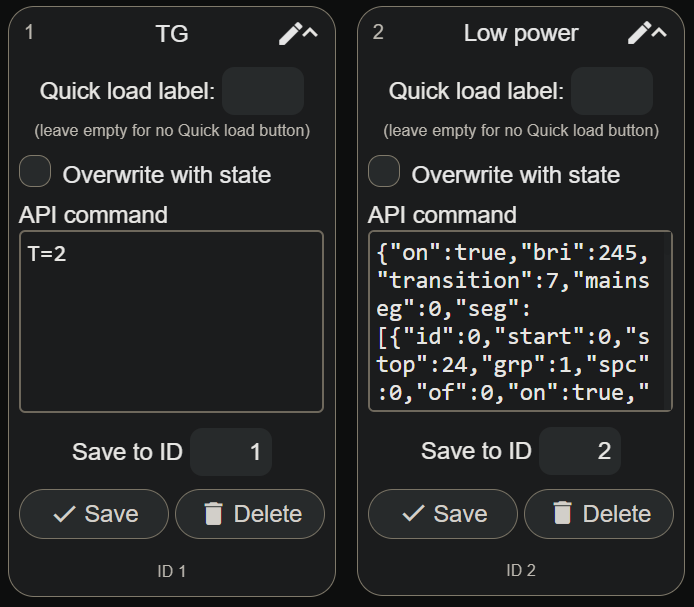 1
TG
Quick load label:
(leave empty for no Quick load button)
Overwrite with state
API command
T=2
Save to ID
1
Save
Delete
ID 1
2
Low power
Quick load label:
(leave empty for no Quick load button)
Overwrite with state
API command
{"on":true,"bri":245,
"transition":7,"mains
eg":0,"seg":
[{"id":0,"start":0,"s
top":24,"grp":1,"spc"
:0,"of":0,"on":true,"
Save to ID
2
Save
Delete
ID 2